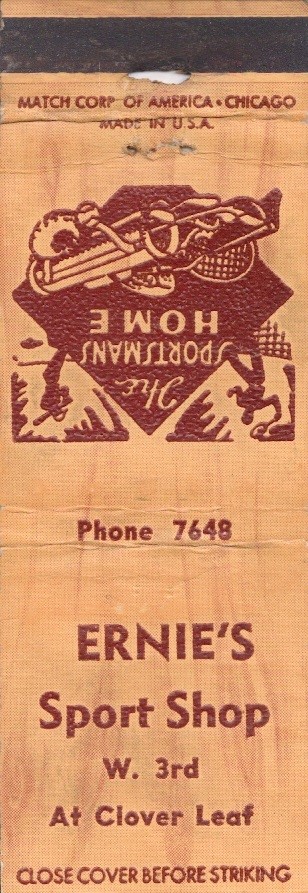 MATCH CORP OF AMERICA • CHICAGO
MADE IN U.S.A.
The
SPORTSMANS
HOME
Phone 7648
ERNIE'S
Sport Shop
W. 3rd
At Clover Leaf
CLOSE COVER BEFORE STRIKING